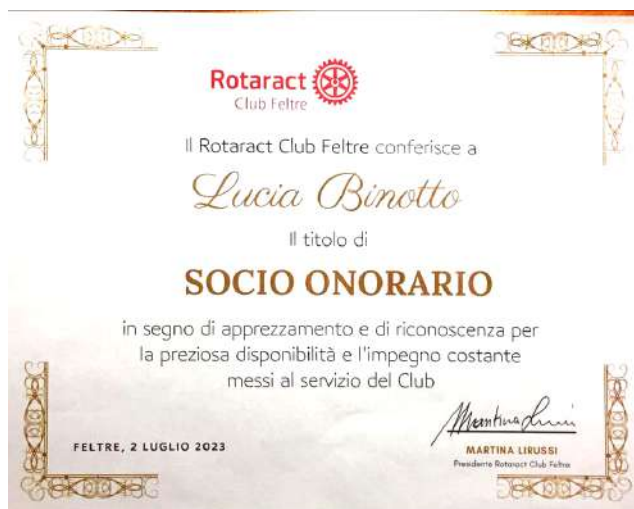 Rotaract
Club Feltre
Il Rotaract Club Feltre conferisce a
Lucia Binotto
Il titolo di
SOCIO ONORARIO
in segno di apprezzamento e di riconoscenza per
la preziosa disponibilità e l'impegno costante
messi al servizio del Club
FELTRE, 2 LUGLIO 2023
MARTINA LIRUSSI
Presidente Rotaract Club Feltre